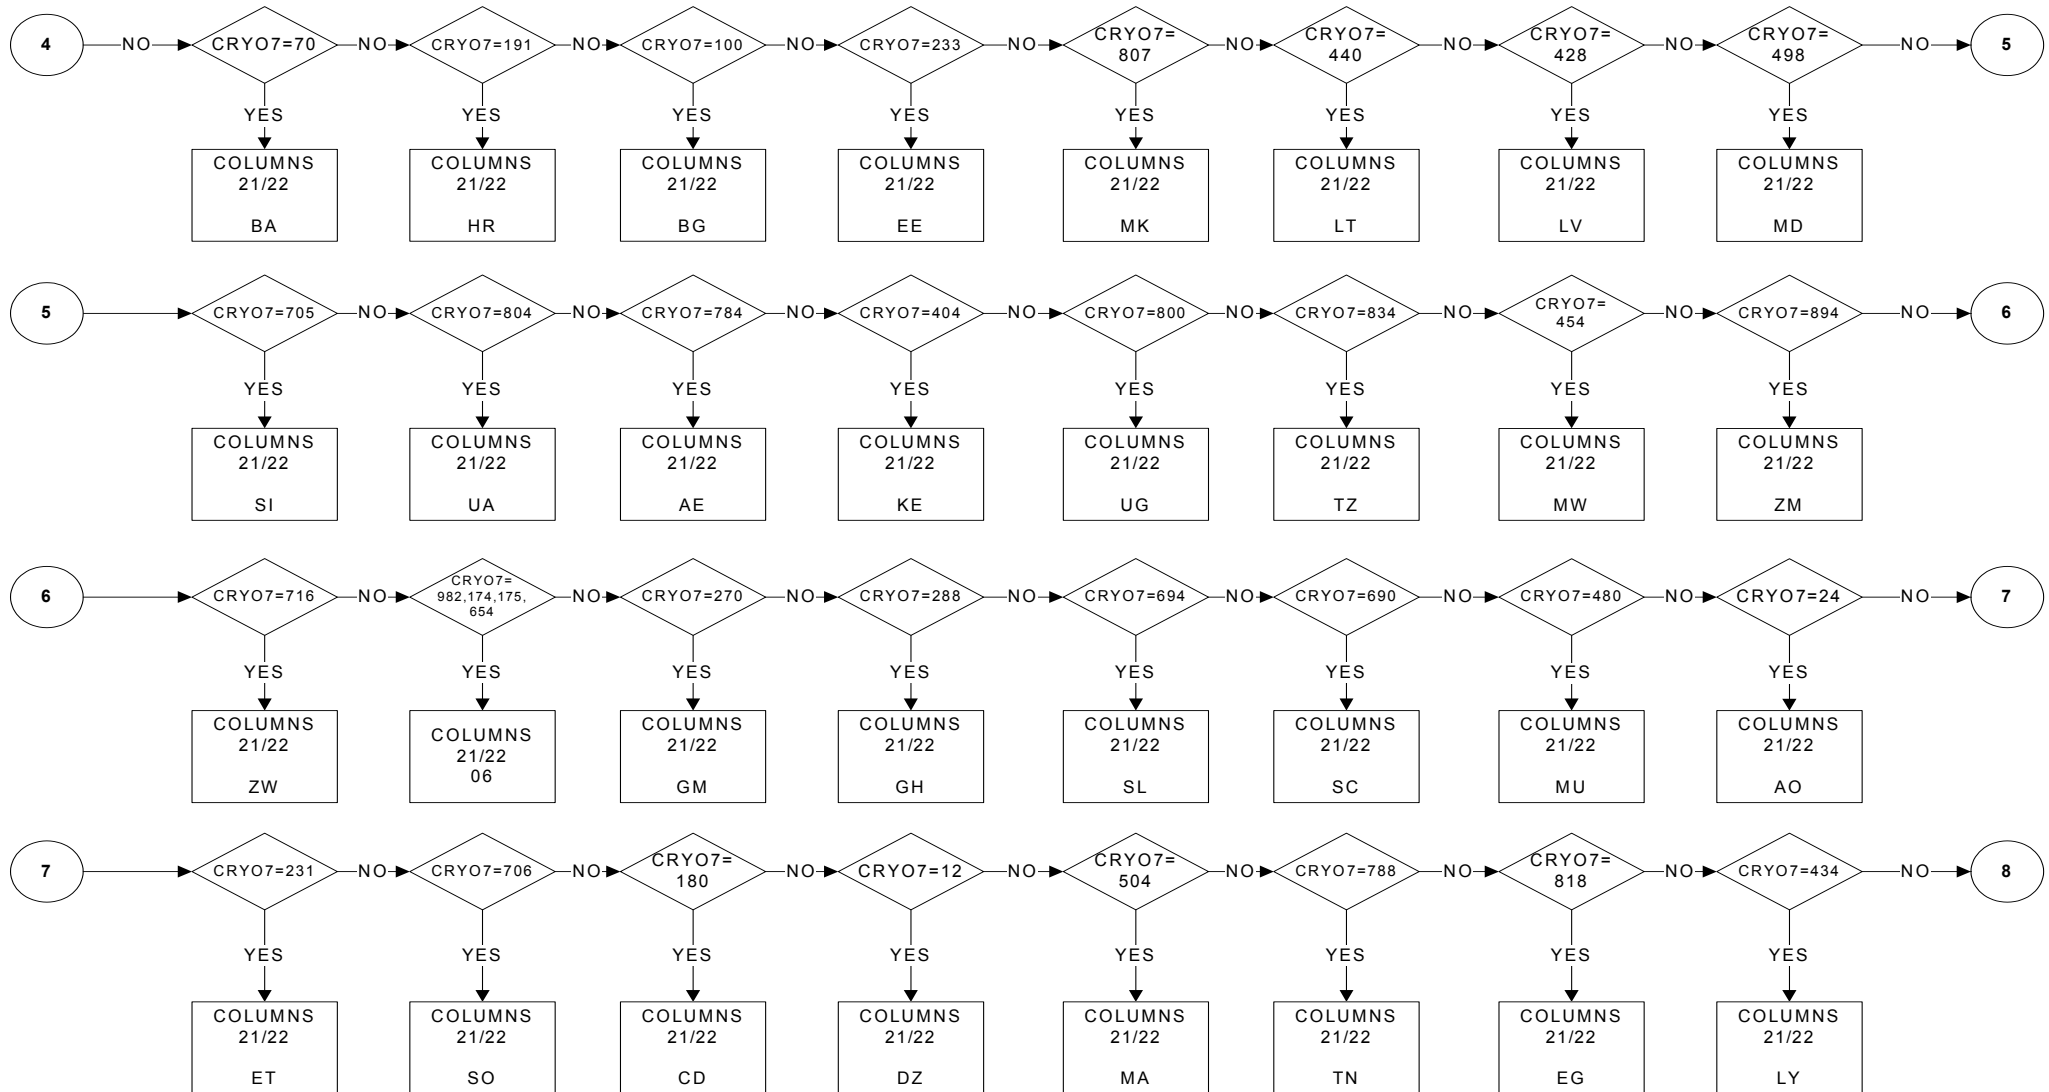 4
NO
CRYO7=70
NO
CRYO7=191
NO
CRYO7=100
NO
CRYO7=233
NO
CRYO7=
807
NO
CRYO7=
440
NO
CRYO7=
428
NO
CRYO7=
498
NO
5
YES
YES
YES
YES
YES
YES
YES
YES
COLUMNS
21/22
BA
COLUMNS
21/22
HR
COLUMNS
21/22
BG
COLUMNS
21/22
EE
COLUMNS
21/22
MK
COLUMNS
21/22
LT
COLUMNS
21/22
LV
COLUMNS
21/22
MD
5
CRYO7=705
NO
CRYO7=804
NO
CRYO7=784
NO
CRYO7=404
NO
CRYO7=800
NO
CRYO7=834
NO
CRYO7=
454
NO
CRYO7=894
NO
6
YES
YES
YES
YES
YES
YES
YES
YES
COLUMNS
21/22
SI
COLUMNS
21/22
UA
COLUMNS
21/22
AE
COLUMNS
21/22
KE
COLUMNS
21/22
UG
COLUMNS
21/22
TZ
COLUMNS
21/22
MW
COLUMNS
21/22
ZM
6
CRYO7=716
NO
CRYO7=
982,174,175,
654
NO
CRYO7=270
NO
CRYO7=288
NO
CRYO7=694
NO
CRYO7=690
NO
CRYO7=480
NO
CRYO7=24
NO
7
YES
YES
YES
YES
YES
YES
YES
YES
COLUMNS
21/22
ZW
COLUMNS
21/22
06
COLUMNS
21/22
GM
COLUMNS
21/22
GH
COLUMNS
21/22
SL
COLUMNS
21/22
SC
COLUMNS
21/22
MU
COLUMNS
21/22
AO
7
CRYO7=231
NO
CRYO7=706
NO
CRYO7=
180
NO
CRYO7=12
NO
CRYO7=
504
NO
CRYO7=788
NO
CRYO7=
818
NO
CRYO7=434
NO
8
YES
YES
YES
YES
YES
YES
YES
YES
COLUMNS
21/22
ET
COLUMNS
21/22
SO
COLUMNS
21/22
CD
COLUMNS
21/22
DZ
COLUMNS
21/22
MA
COLUMNS
21/22
TN
COLUMNS
21/22
EG
COLUMNS
21/22
LY